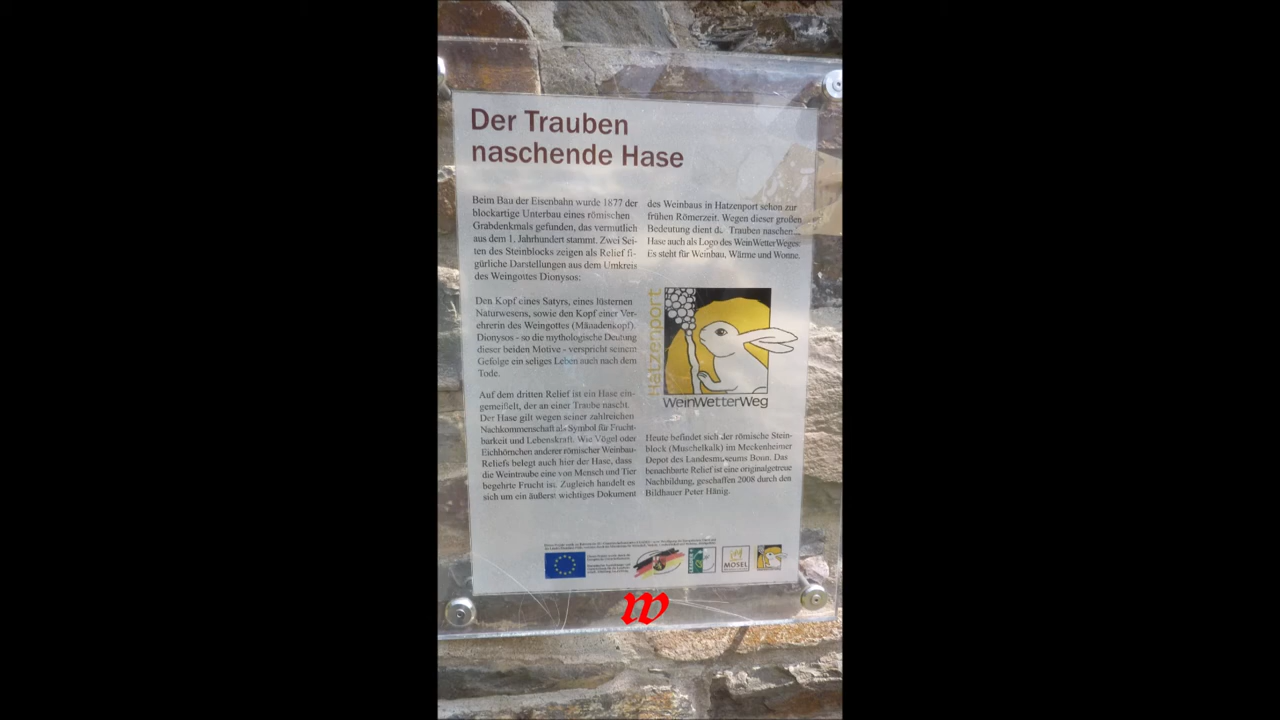 Der Trauben
naschende Hase
Beim Bau der Eisenbahn wurde 1877 der
blockartige Unterbau eines römischen
Grabdenkmals gefunden, das vermutlich
aus dem 1. Jahrhundert stammt. Zwei Sei-
ten des Steinblocks zeigen als Relief fi-
gürliche Darstellungen aus dem Umkreis
des Weingottes Dionysos:
Den Kopf eines Satyrs, eines lüsternen
Naturwesens, sowie den Kopf einer Ver-
ehrerin des Weingottes (Mänadenkopf).
Dionysos - so die mythologische Deutung
dieser beiden Motive - verspricht seinem
Gefolge ein seliges Leben auch nach dem
Tode.
Auf dem dritten Relief ist ein Hase ein-
gemeißelt, der an einer Traube nascht.
Der Hase gilt wegen seiner zahlreichen
Nachkommenschaft als Symbol für Frucht-
barkeit und Lebenskraft. Wie Vögel oder
Eichhörnchen anderer römischer Weinbau-
Reliefs belegt auch hier der Hase, dass
die Weintraube eine von Mensch und Tier
begehrte Frucht ist. Zugleich handelt es
sich um ein äußerst wichtiges Dokument
des Weinbaus in Hatzenport schon zur
frühen Römerzeit. Wegen dieser großen
Bedeutung dient Trauben
Hase auch als Logo des WeinWetterWeges.
Es steht für Weinbau, Wärme und Wonne.
Hatzenport
WeinWetterWeg
Heute befindet sich der römische Stein-
block (Muschelkalk) im Meckenheimer
Depot des Landesmuseums Bonn. Das
benachbarte Relief ist eine originalgetreue
Nachbildung, geschaffen 2008 durch den
Bildhauer Peter Hänig.
MOSEL
w